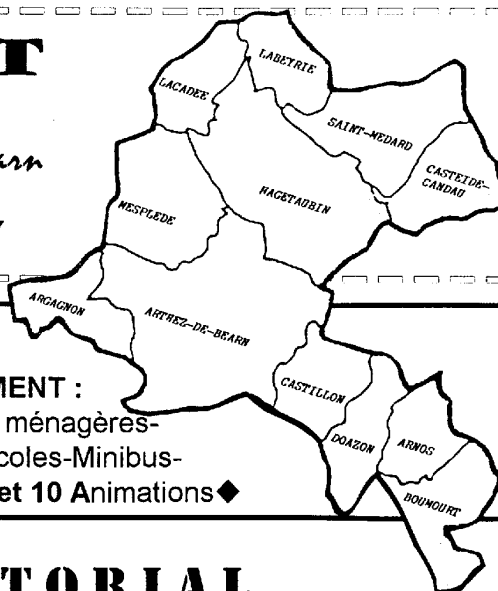 T
LABEYRIE
LACADEE
SAINT-MEDARD
CASTEIDE-
CANDAU
HAGETAUBIN
MESPLEDE
ARGAGNON
ARTHEZ-DE-BEARN
CASTILLON
DOAZON
ARNOS
BOUMOURT
MENT :
ménagères-
coles-Minibus-
et 10 Animations◆
TORIAL